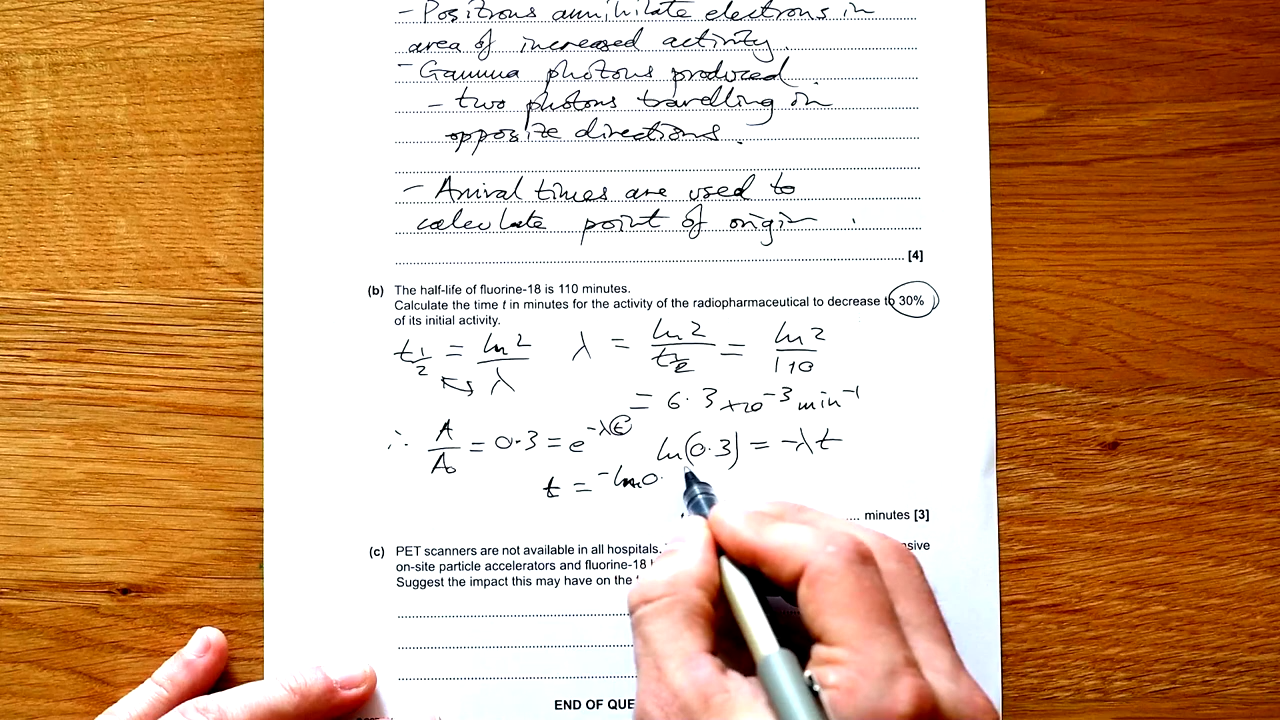 - Positrons annihilate electrons in
area of increased activity.
- Gamma photons produced
- two photons travelling in
opposite directions.
- Arrival times are used to
calculate point of origin.
[4]
(b) The half-life of fluorine-18 is 110 minutes.
Calculate the time t in minutes for the activity of the radiopharmaceutical to decrease to 30%
of its initial activity.
t½ = ln2/λ λ = ln2/t½ = ln2/110
= 6.3 × 10⁻³ min⁻¹
∴ A/A₀ = 0.3 = e^-λt ln(0.3) = -λt
t = -ln0.
minutes [3]
(c) PET scanners are not available in all hospitals.
on-site particle accelerators and fluorine-18
Suggest the impact this may have on the
END OF QUE